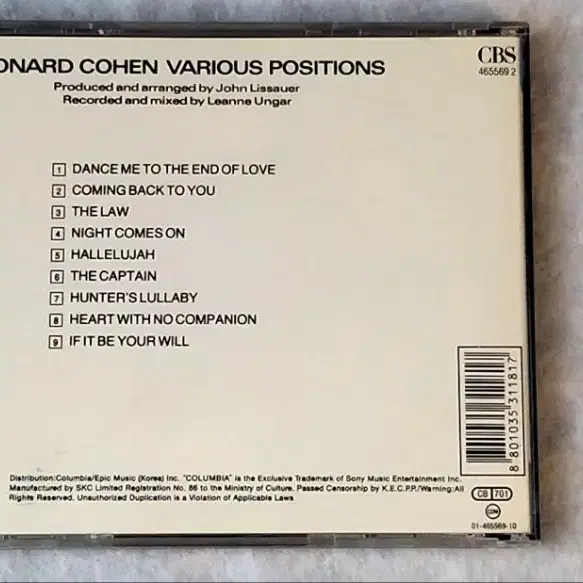 ONARD COHEN VARIOUS POSITIONS
Produced and arranged by John Lissauer
Recorded and mixed by Leanne Ungar
CBS
465569 2
1 DANCE ME TO THE END OF LOVE
2 COMING BACK TO YOU
3 THE LAW
4 NIGHT COMES ON
5 HALLELUJAH
6 THE CAPTAIN
7 HUNTER'S LULLABY
8 HEART WITH NO COMPANION
9 IF IT BE YOUR WILL
8 801035 311817
Distribution:Columbia/Epic Music (Korea) Inc. "COLUMBIA" is the Exclusive Trademark of Sony Music Entertainment Inc.
Manufactured by SKC Limited Registration No. 86 to the Ministry of Culture. Passed Censorship by K.E.C.P.P/Warning:All
Rights Reserved. Unauthorized Duplication is a Violation of Applicable Laws
CB 701
01-465569-10